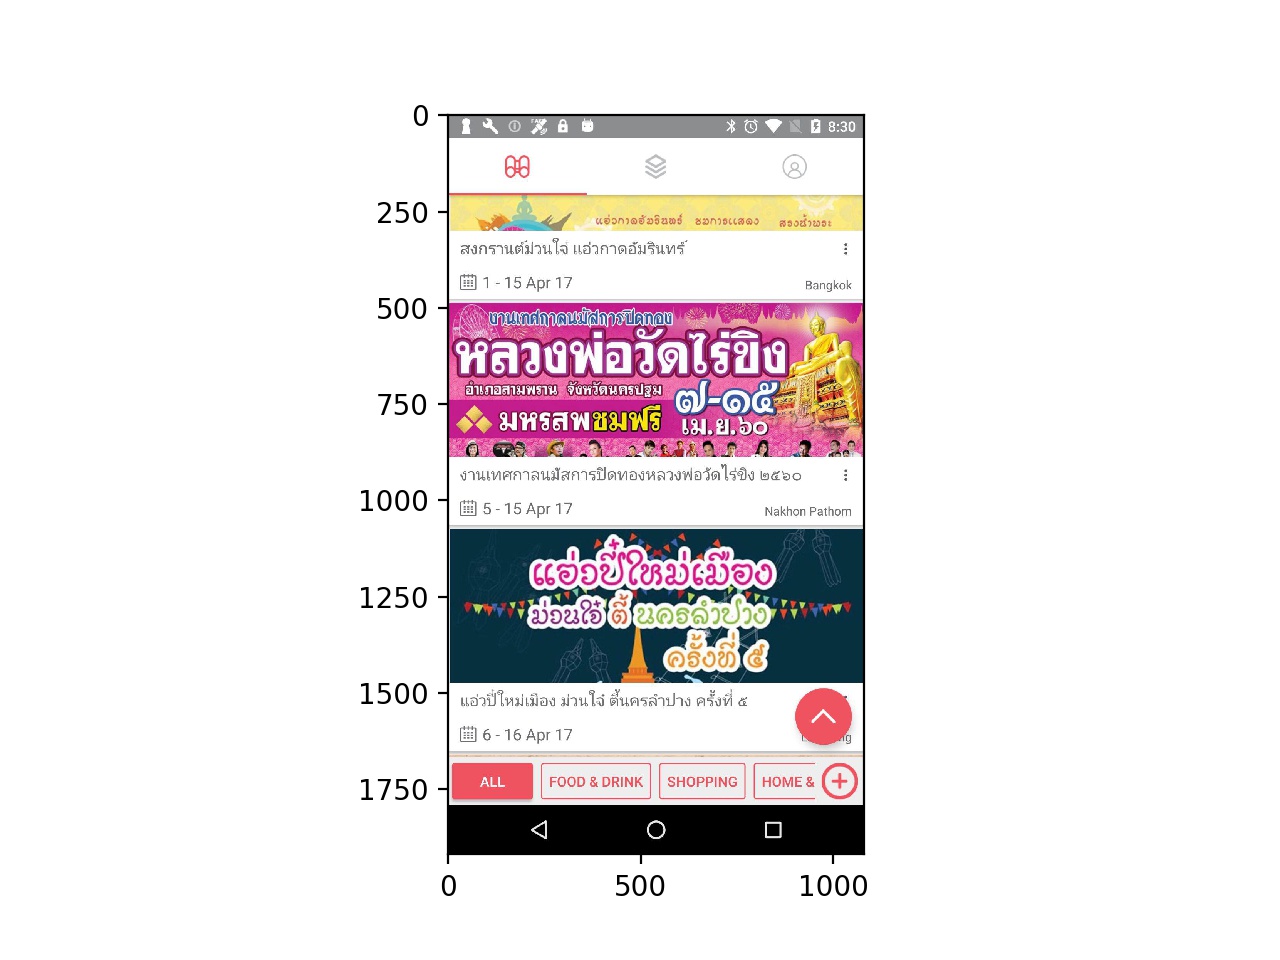 0
8:30
250
แอ่วกาดอัมรินทร์ ชมการแสดง สรงน้ำพระ
สงกรานต์ม่วนใจ๋ แอ่วกาดอัมรินทร์
1 - 15 Apr 17
Bangkok
500
งานเทศกาลนมัสการปิดทอง
หลวงพ่อวัดไร่ขิง
อำเภอสามพราน จังหวัดนครปฐม
๗-๑๕
750
มหรสพชมฟรี
เม.ย.๖๐
งานเทศกาลนมัสการปิดทองหลวงพ่อวัดไร่ขิง ๒๕๖๐
1000
5 - 15 Apr 17
Nakhon Pathom
แอ่วปี๋ใหม่เมือง
1250
ม่วนใจ๋ ตี้ นครลำปาง
ครั้งที่ ๕
1500
แอ่วปี๋ใหม่เมือง ม่วนใจ๋ ตี้นครลำปาง ครั้งที่ ๕
6 - 16 Apr 17
1750
ALL
FOOD & DRINK
SHOPPING
HOME &
0
500
1000